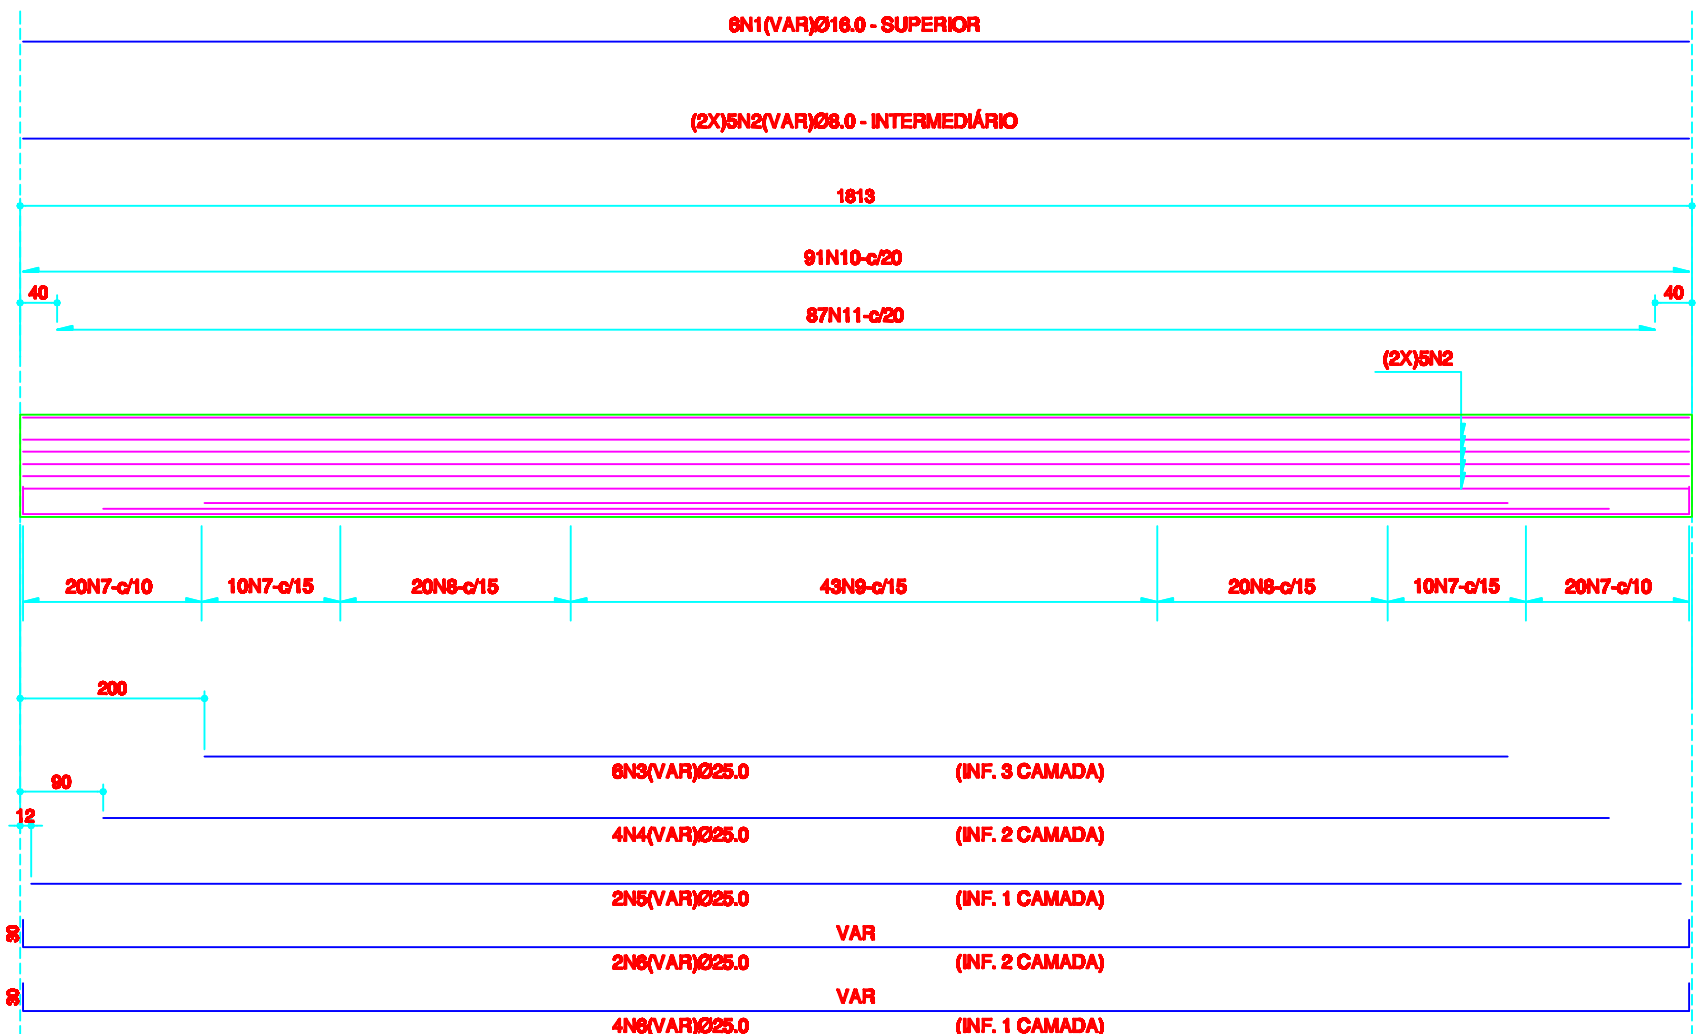 6N1(VAR)Ø16.0 - SUPERIOR
(2X)5N2(VAR)Ø8.0 - INTERMEDIÁRIO
1813
91N10-c/20
40
40
87N11-c/20
(2X)5N2
20N7-c/10
10N7-c/15
20N8-c/15
43N9-c/15
20N8-c/15
10N7-c/15
20N7-c/10
200
6N3(VAR)Ø25.0 (INF. 3 CAMADA)
90
12
4N4(VAR)Ø25.0 (INF. 2 CAMADA)
2N5(VAR)Ø25.0 (INF. 1 CAMADA)
30
VAR
2N6(VAR)Ø25.0 (INF. 2 CAMADA)
30
VAR
4N6(VAR)Ø25.0 (INF. 1 CAMADA)